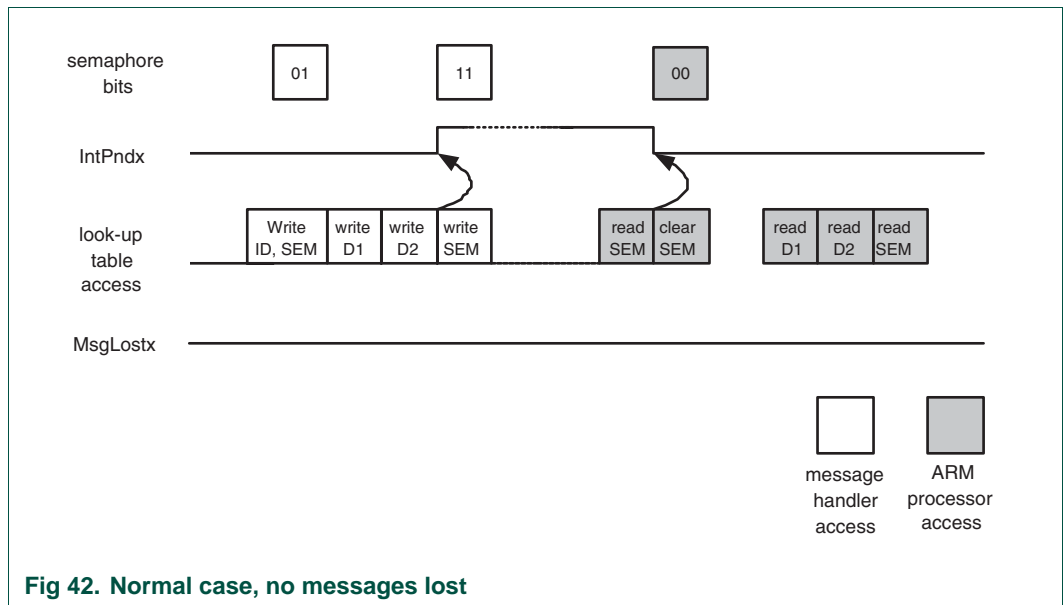 semaphore
bits
01
11
00
IntPndx
look-up
table
access
Write
ID, SEM
write
D1
write
D2
write
SEM
read
SEM
clear
SEM
read
D1
read
D2
read
SEM
MsgLostx
message
handler
access
ARM
processor
access
Fig 42. Normal case, no messages lost